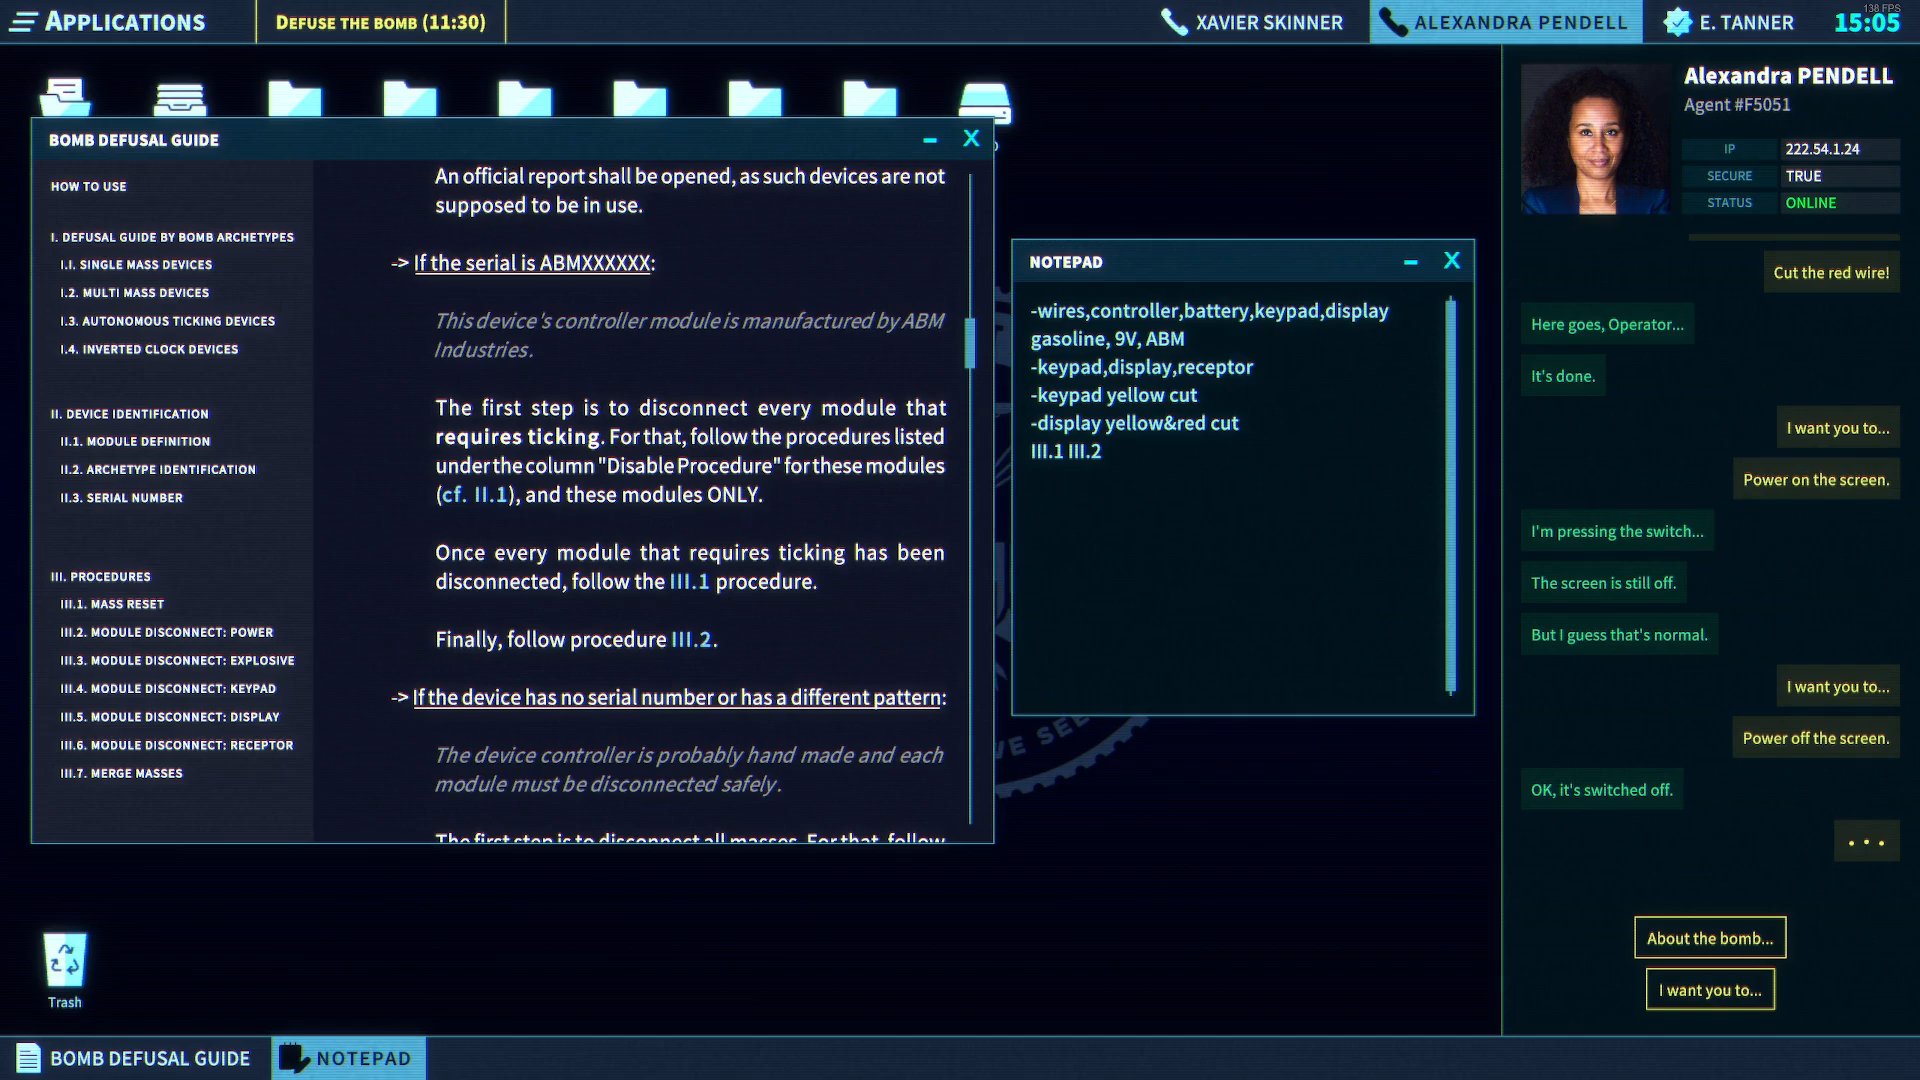 APPLICATIONS
DEFUSE THE BOMB (11:30)
XAVIER SKINNER
ALEXANDRA PENDELL
E. TANNER
138 FPS
15:05
BOMB DEFUSAL GUIDE
HOW TO USE
I. DEFUSAL GUIDE BY BOMB ARCHETYPES
I.I. SINGLE MASS DEVICES
I.2. MULTI MASS DEVICES
I.3. AUTONOMOUS TICKING DEVICES
I.4. INVERTED CLOCK DEVICES
II. DEVICE IDENTIFICATION
II.1. MODULE DEFINITION
II.2. ARCHETYPE IDENTIFICATION
II.3. SERIAL NUMBER
III. PROCEDURES
III.1. MASS RESET
III.2. MODULE DISCONNECT: POWER
III.3. MODULE DISCONNECT: EXPLOSIVE
III.4. MODULE DISCONNECT: KEYPAD
III.5. MODULE DISCONNECT: DISPLAY
III.6. MODULE DISCONNECT: RECEPTOR
III.7. MERGE MASSES
An official report shall be opened, as such devices are not
supposed to be in use.
-> If the serial is ABMXXXXXX:
This device's controller module is manufactured by ABM
Industries.
The first step is to disconnect every module that
requires ticking. For that, follow the procedures listed
under the column "Disable Procedure" for these modules
(cf. II.1), and these modules ONLY.
Once every module that requires ticking has been
disconnected, follow the III.1 procedure.
Finally, follow procedure III.2.
-> If the device has no serial number or has a different pattern:
The device controller is probably hand made and each
module must be disconnected safely.
The first step is to disconnect all masses. For that, follow
NOTEPAD
-wires,controller,battery,keypad,display
gasoline, 9V, ABM
-keypad,display,receptor
-keypad yellow cut
-display yellow&red cut
III.1 III.2
Alexandra PENDELL
Agent #F5051
IP 222.54.1.24
SECURE TRUE
STATUS ONLINE
Cut the red wire!
Here goes, Operator...
It's done.
I want you to...
Power on the screen.
I'm pressing the switch...
The screen is still off.
But I guess that's normal.
I want you to...
Power off the screen.
OK, it's switched off.
...
About the bomb...
I want you to...
Trash
BOMB DEFUSAL GUIDE
NOTEPAD